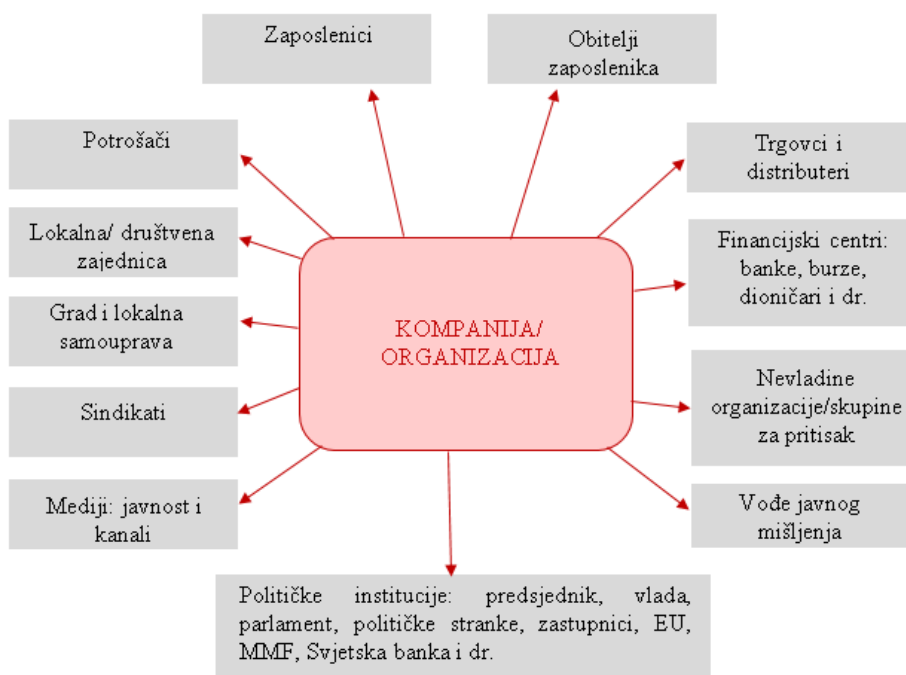 Zaposlenici
Obitelji
zaposlenika
Potrošači
Trgovci i
distributeri
Lokalna/ društvena
zajednica
Financijski centri:
banke, burze,
dioničari i dr.
Grad i lokalna
samouprava
KOMPANIJA/
ORGANIZACIJA
Nevladine
organizacije/skupine
za pritisak
Sindikati
Mediji: javnost i
kanali
Vođe javnog
mišljenja
Političke institucije: predsjednik, vlada,
parlament, političke stranke, zastupnici, EU,
MMF, Svjetska banka i dr.